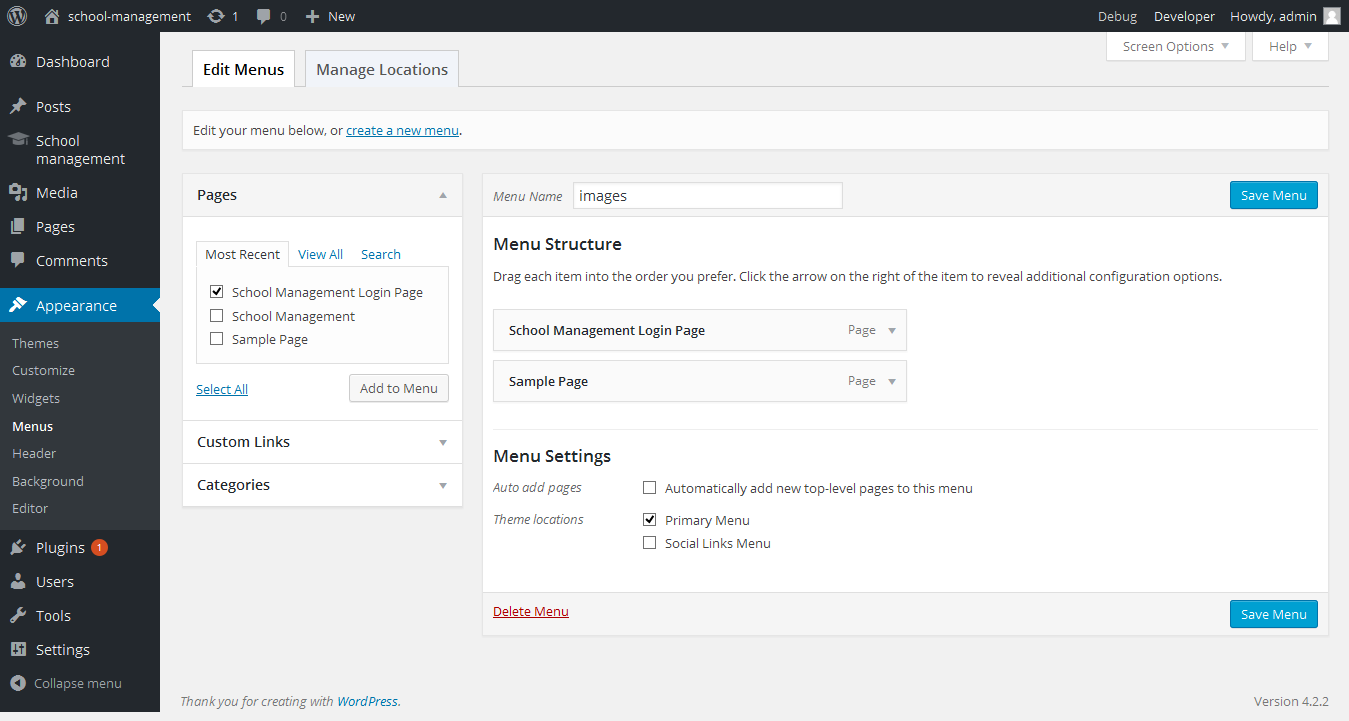 school-management 1 0 New Debug Developer Howdy, admin
Dashboard
Posts
School
management
Media
Pages
Comments
Appearance
Themes
Customize
Widgets
Menus
Header
Background
Editor
Plugins 1
Users
Tools
Settings
Collapse menu
Screen Options Help
Edit Menus Manage Locations
Edit your menu below, or create a new menu.
Pages
Most Recent View All Search
School Management Login Page
School Management
Sample Page
Select All Add to Menu
Custom Links
Categories
Menu Name images Save Menu
Menu Structure
Drag each item into the order you prefer. Click the arrow on the right of the item to reveal additional configuration options.
School Management Login Page Page
Sample Page Page
Menu Settings
Auto add pages Automatically add new top-level pages to this menu
Theme locations Primary Menu
Social Links Menu
Delete Menu Save Menu
Thank you for creating with WordPress. Version 4.2.2